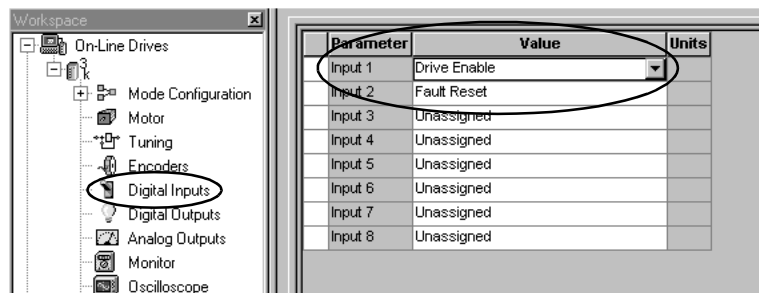 Workspace
On-Line Drives
3
k
Mode Configuration
Motor
Tuning
Encoders
Digital Inputs
Digital Outputs
Analog Outputs
Monitor
Oscilloscope
Parameter Value Units
Input 1 Drive Enable
Input 2 Fault Reset
Input 3 Unassigned
Input 4 Unassigned
Input 5 Unassigned
Input 6 Unassigned
Input 7 Unassigned
Input 8 Unassigned